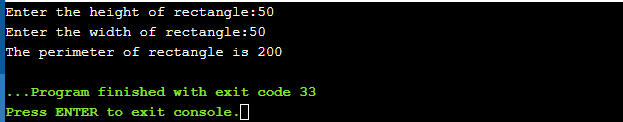 Enter the height of rectangle:50
Enter the width of rectangle:50
The perimeter of rectangle is 200
...Program finished with exit code 33
Press ENTER to exit console.